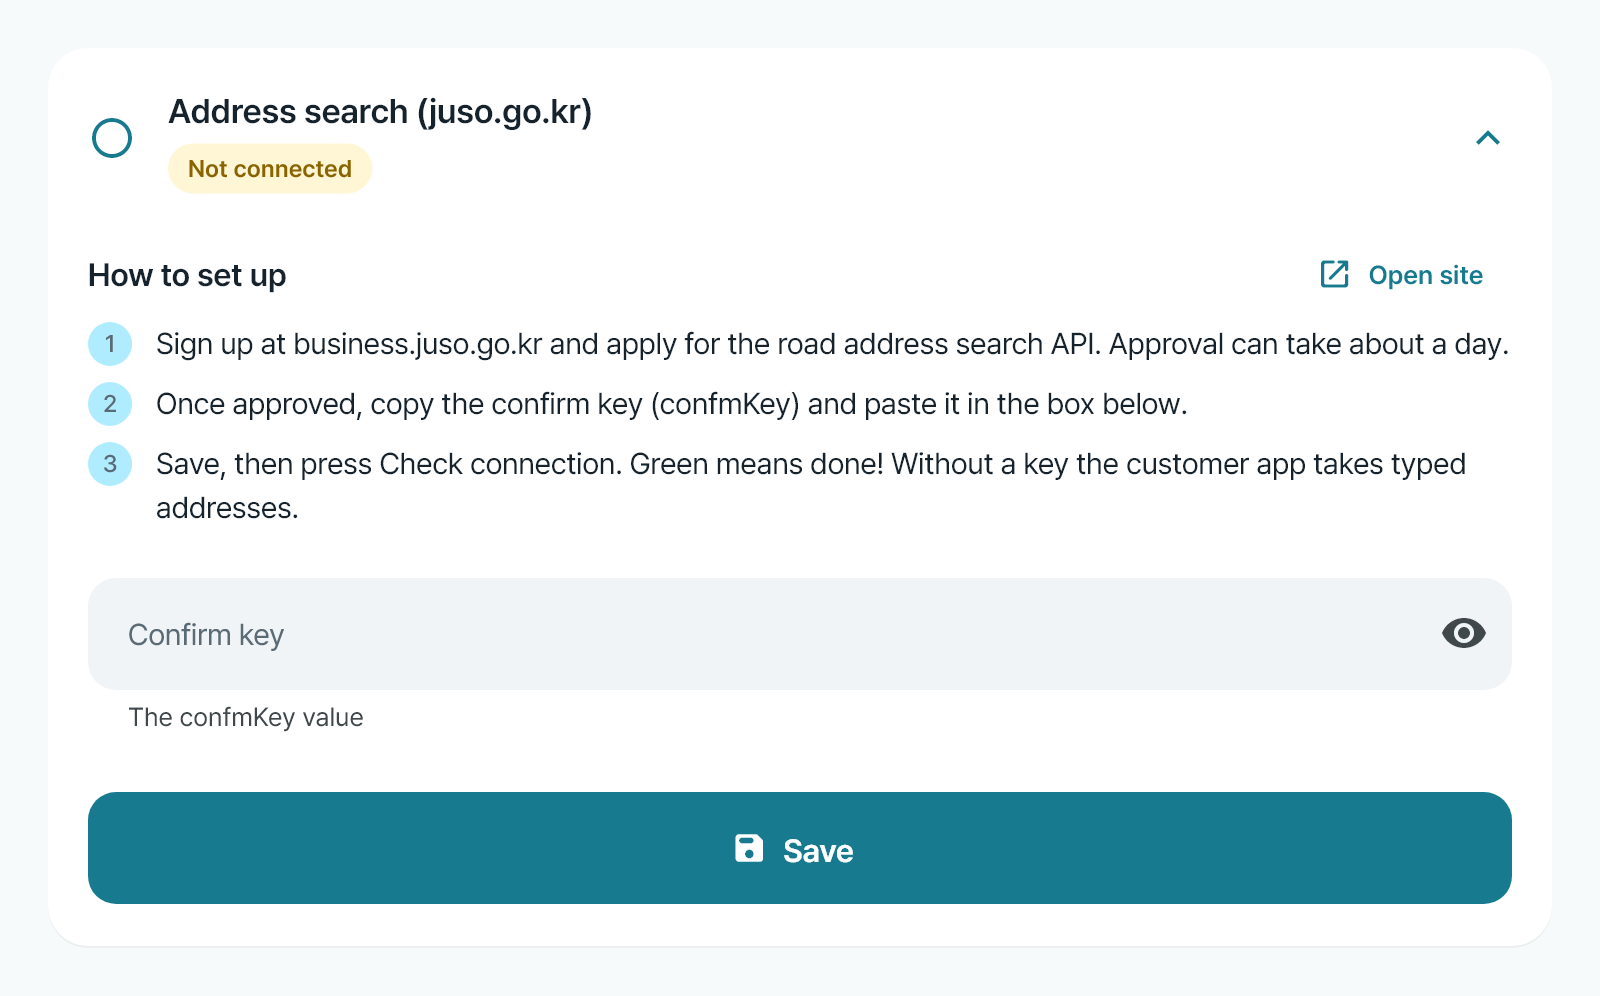 Address search (juso.go.kr)
Not connected
How to set up
Open site
1 Sign up at business.juso.go.kr and apply for the road address search API. Approval can take about a day.
2 Once approved, copy the confirm key (confmKey) and paste it in the box below.
3 Save, then press Check connection. Green means done! Without a key the customer app takes typed
addresses.
Confirm key
The confmKey value
Save